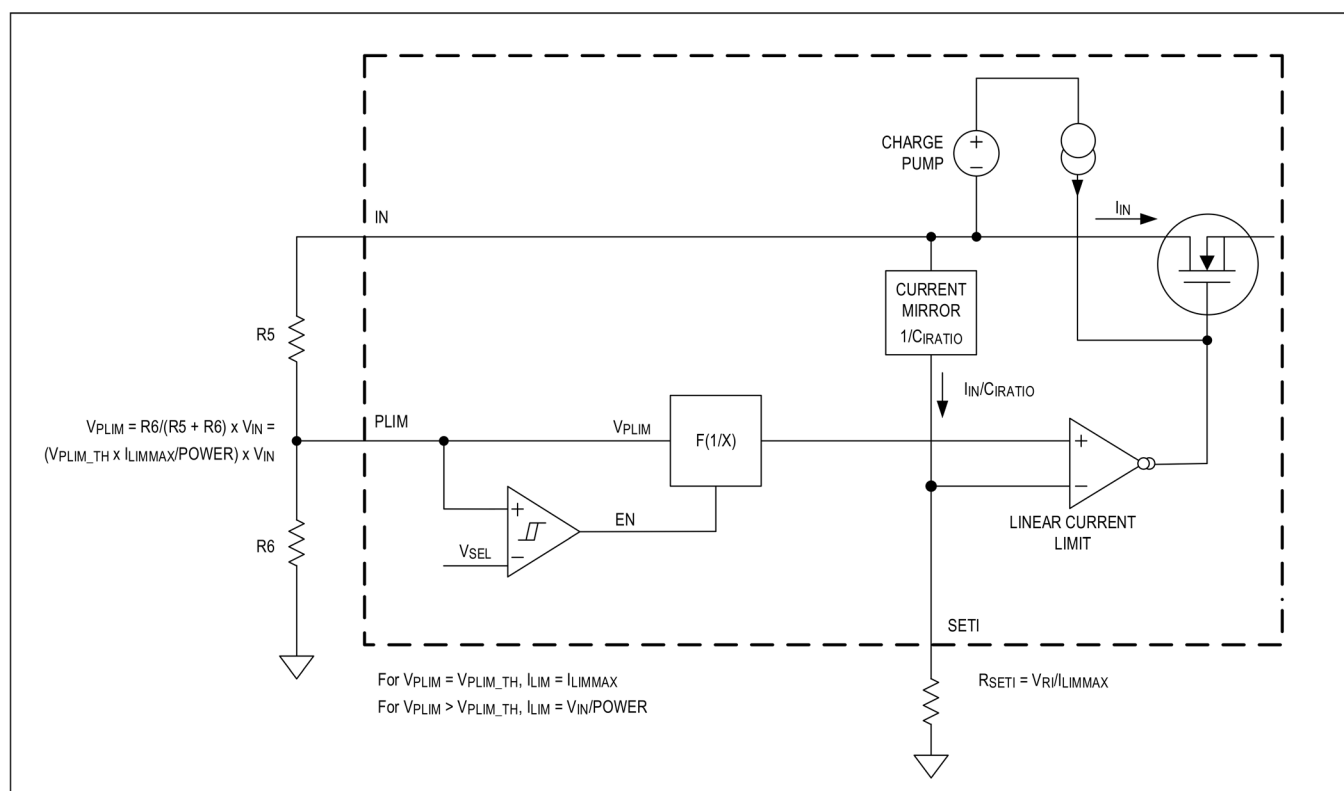 CHARGE
PUMP
+
−
IN
IIN
CURRENT
MIRROR
1/CIRATIO
R5
IIN/CIRATIO
VPLIM = R6/(R5 + R6) x VIN =
(VPLIM_TH x ILIMMAX/POWER) x VIN
PLIM
VPLIM
F(1/X)
+
−
LINEAR CURRENT
LIMIT
R6
+
−
VSEL
EN
SETI
For VPLIM = VPLIM_TH, ILIM = ILIMMAX
For VPLIM > VPLIM_TH, ILIM = VIN/POWER
RSETI = VRI/ILIMMAX